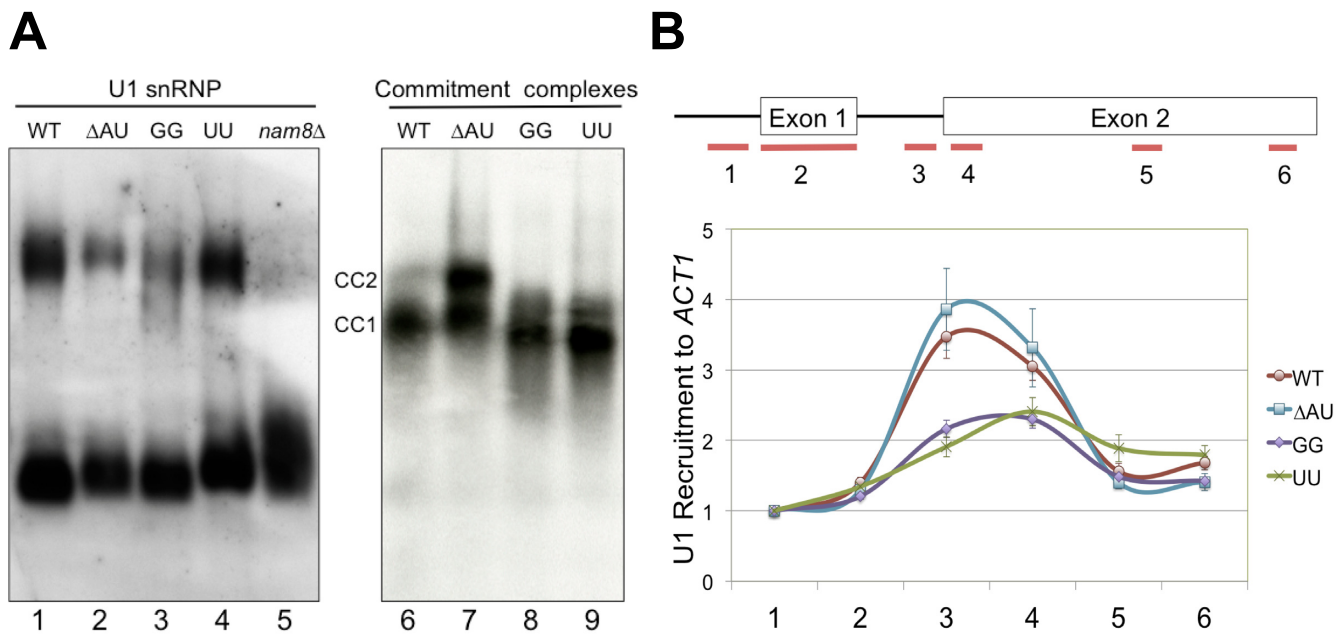 A
U1 snRNP
WT ΔAU GG UU nam8Δ
1 2 3 4 5
Commitment complexes
WT ΔAU GG UU
CC2
CC1
6 7 8 9
B
Exon 1 Exon 2
1 2 3 4 5 6
U1 Recruitment to ACT1
5
4
3
2
1
0
1 2 3 4 5 6
WT
ΔAU
GG
UU